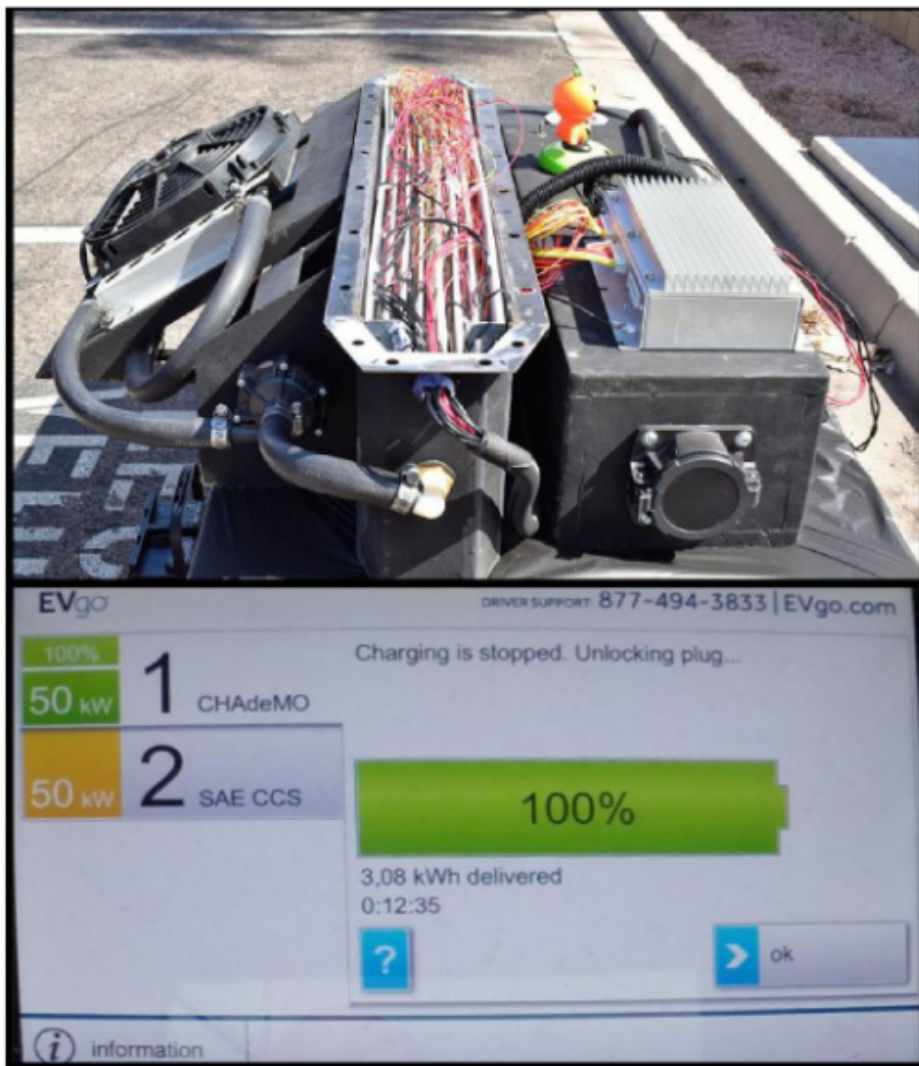 EVgo
DRIVER SUPPORT: 877-494-3833 | EVgo.com
100%
50 kW 1 CHAdeMO
50 kW 2 SAE CCS
Charging is stopped. Unlocking plug...
100%
3,08 kWh delivered
0:12:35
?
ok
i information